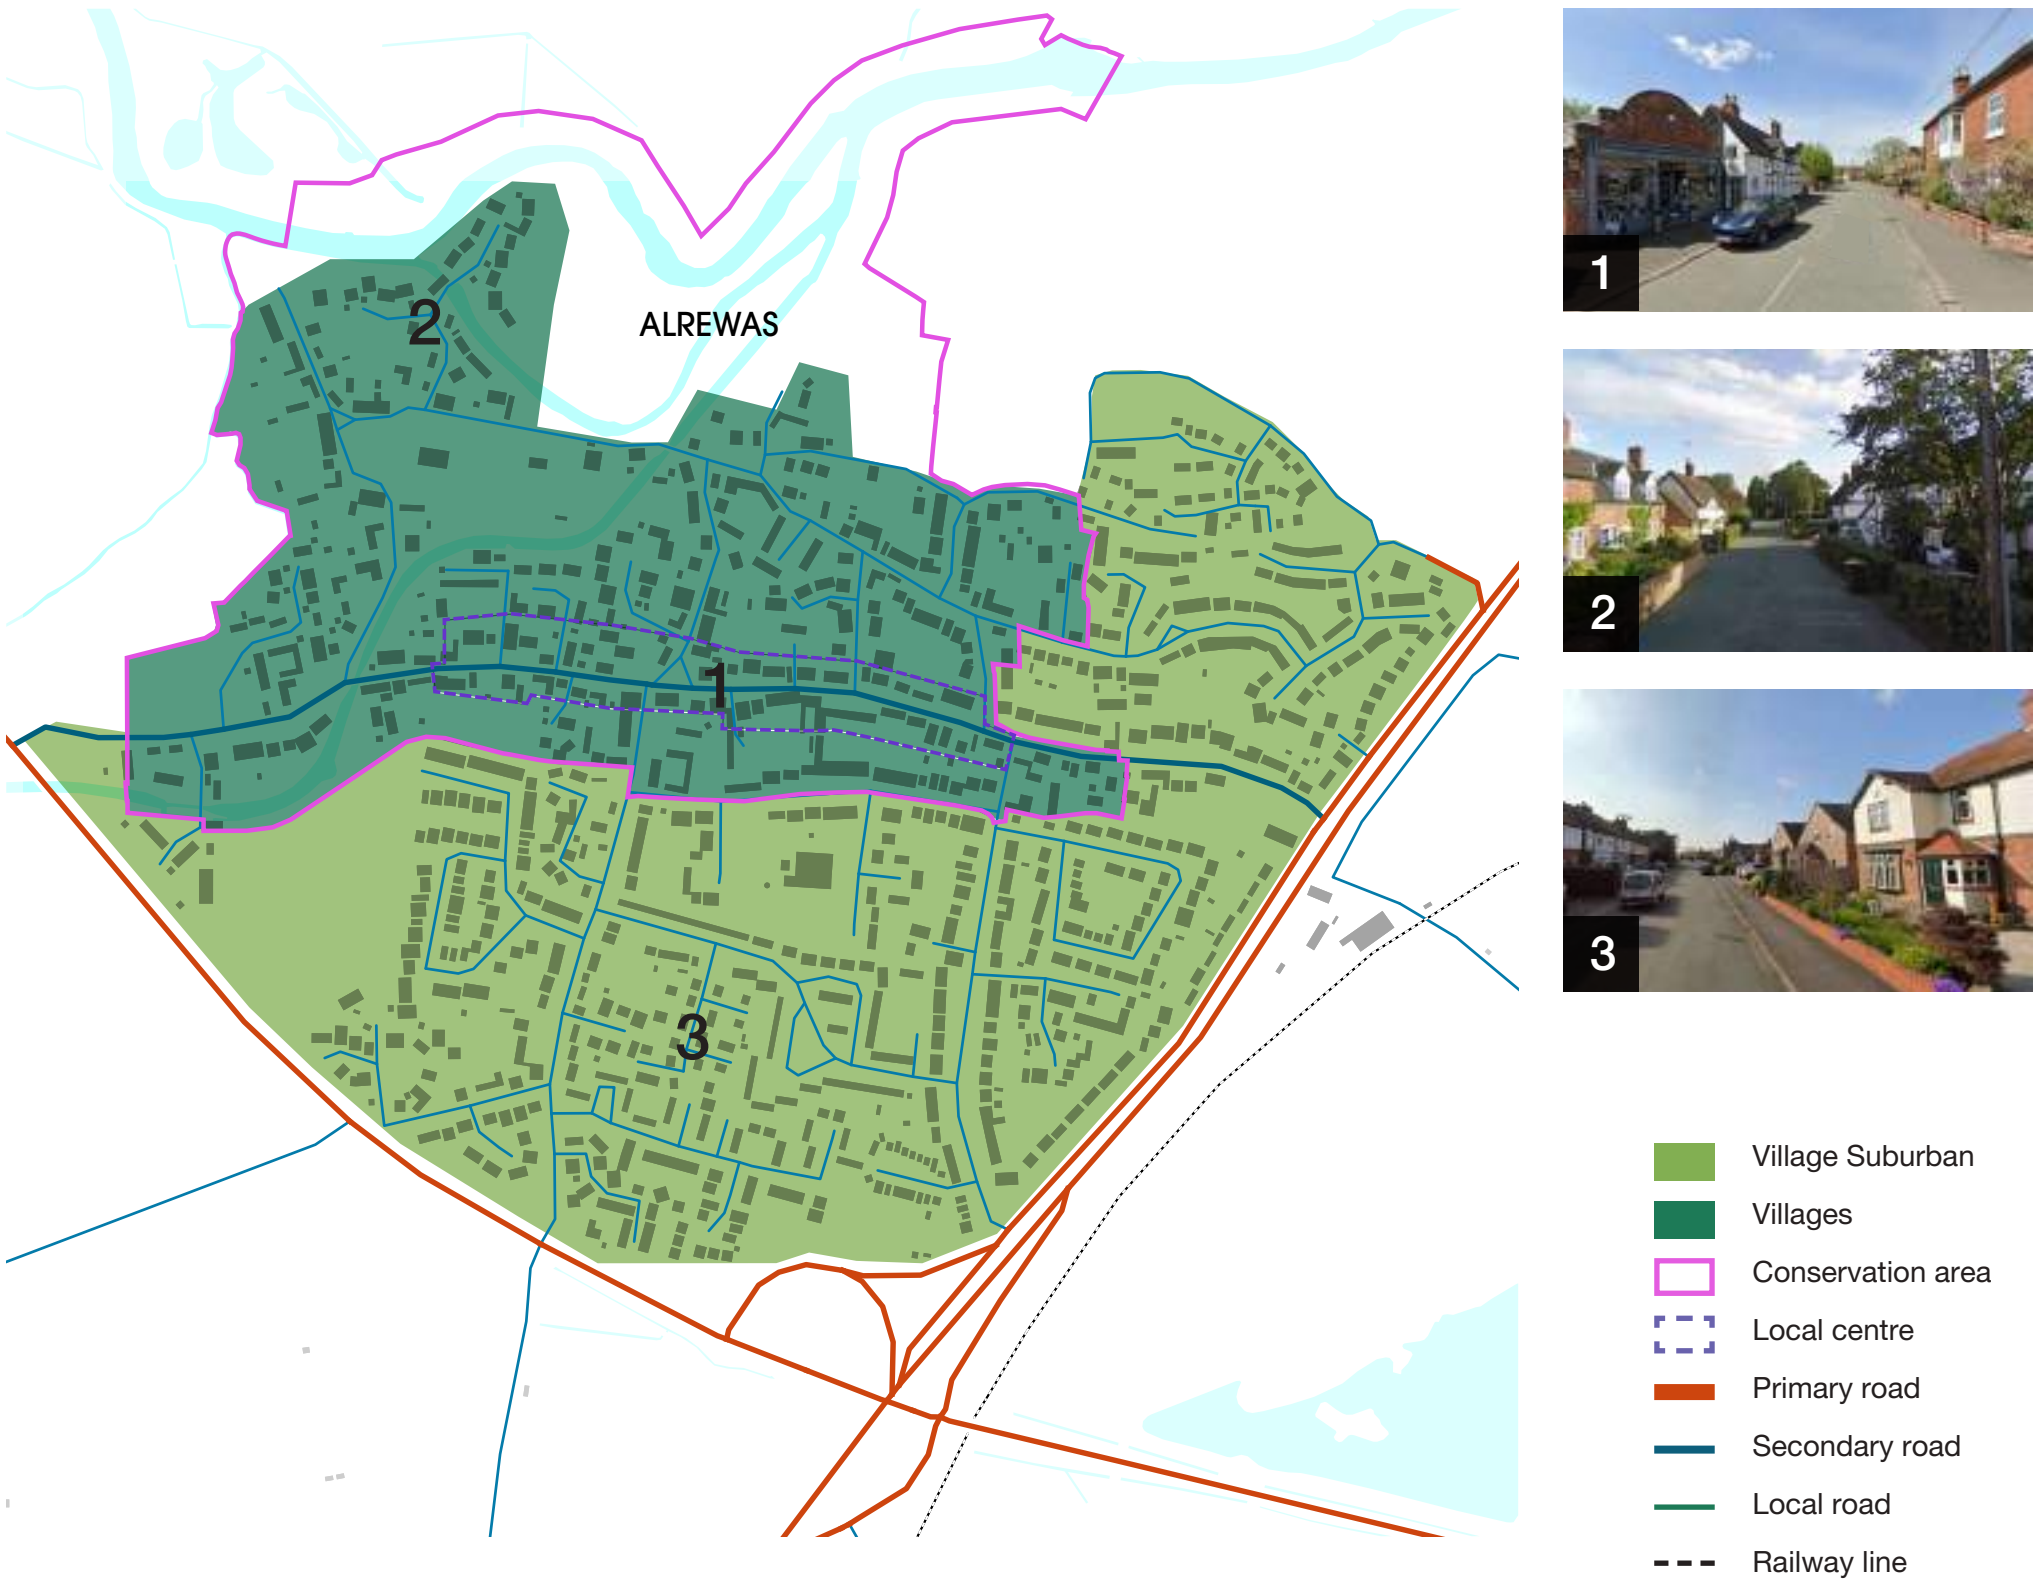 ALREWAS
2
1
3
1
2
3
Village Suburban
Villages
Conservation area
Local centre
Primary road
Secondary road
Local road
Railway line